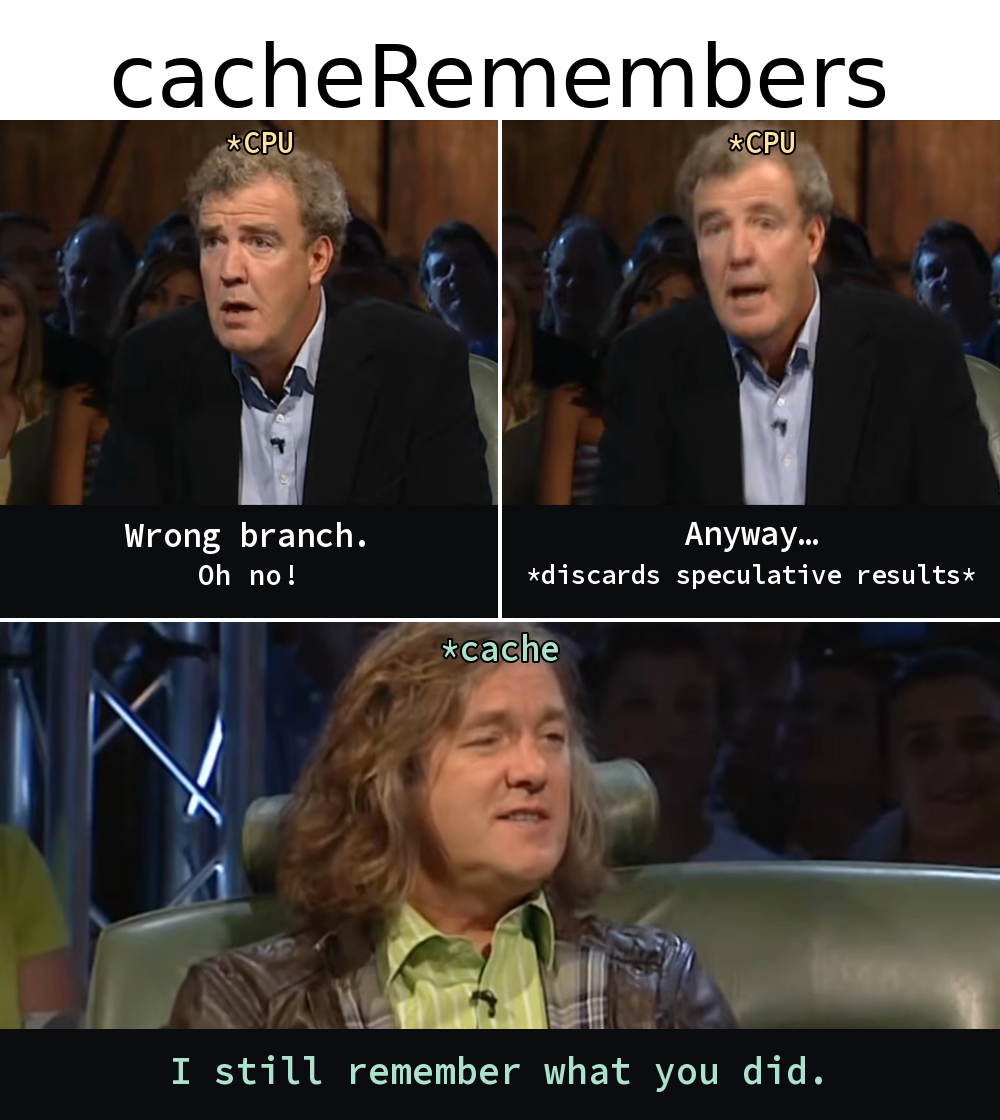 cacheRemembers
*CPU
*CPU
Wrong branch.
Oh no!
Anyway…
*discards speculative results*
*cache
I still remember what you did.